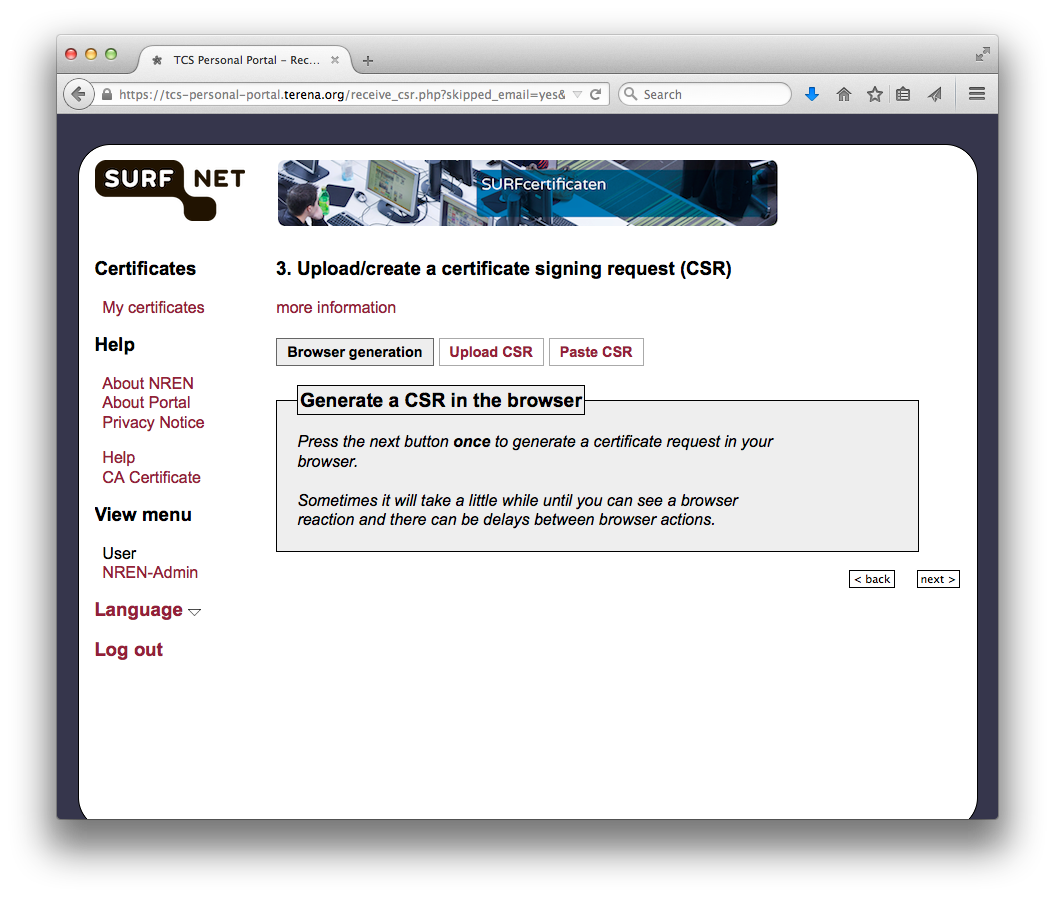 TCS Personal Portal – Rec...
https://tcs-personal-portal.terena.org/receive_csr.php?skipped_email=yes&
Search
SURF NET
SURFcertificaten
Certificates
My certificates
Help
About NREN
About Portal
Privacy Notice
Help
CA Certificate
View menu
User
NREN-Admin
Language
Log out
3. Upload/create a certificate signing request (CSR)
more information
Browser generation Upload CSR Paste CSR
Generate a CSR in the browser
Press the next button once to generate a certificate request in your
browser.
Sometimes it will take a little while until you can see a browser
reaction and there can be delays between browser actions.
< back next >